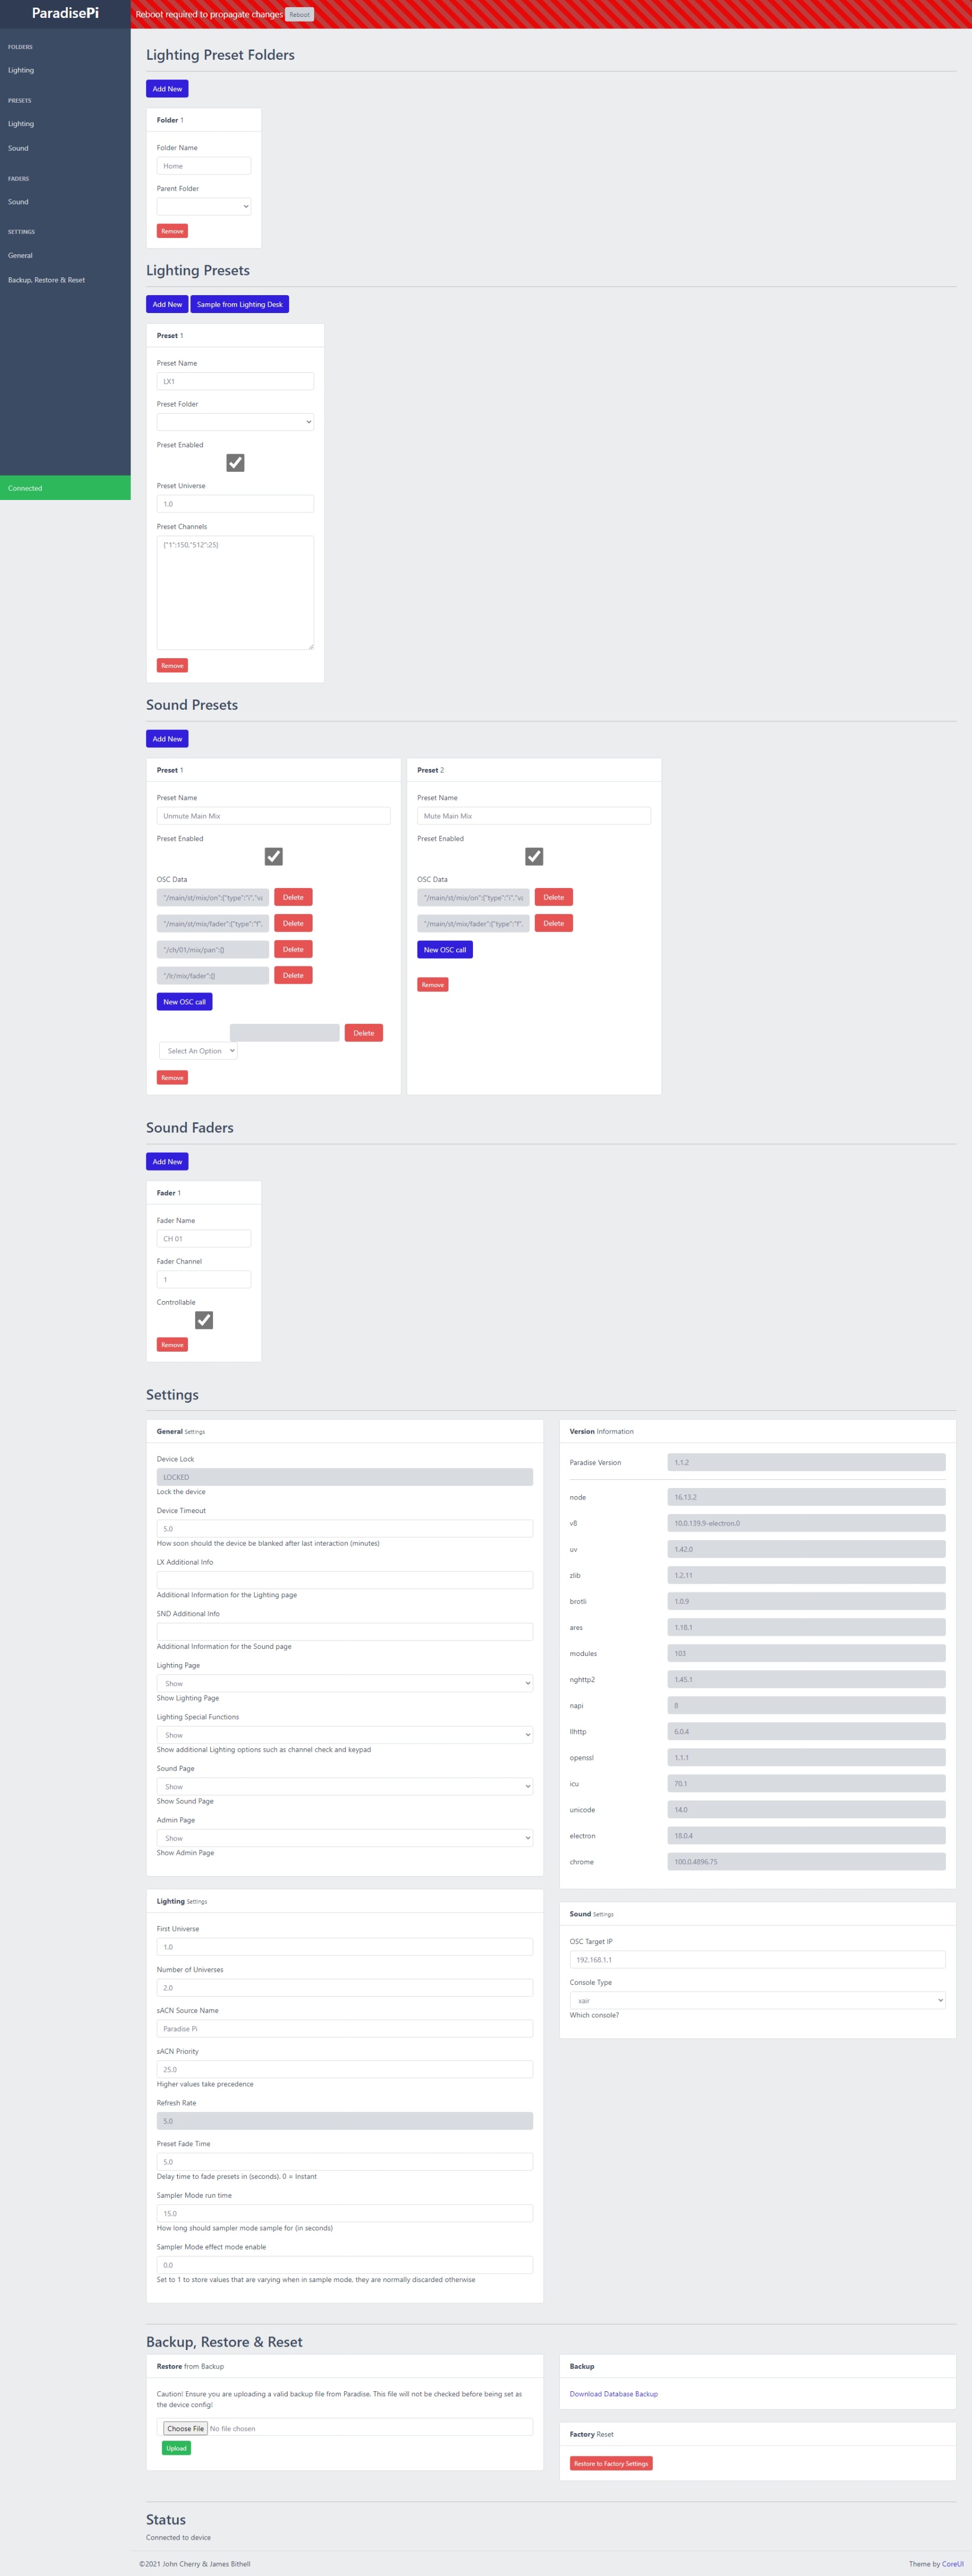 ParadisePi
Reboot required to propagate changes Reboot
FOLDERS
Lighting
PRESETS
Lighting
Sound
FADERS
Sound
SETTINGS
General
Backup, Restore & Reset
Connected
Lighting Preset Folders
Add New
Folder 1
Folder Name
Home
Parent Folder
Remove
Lighting Presets
Add New Sample from Lighting Desk
Preset 1
Preset Name
LX1
Preset Folder
Preset Enabled
Preset Universe
1.0
Preset Channels
{"1":150,"512":25}
Remove
Sound Presets
Add New
Preset 1
Preset Name
Unmute Main Mix
Preset Enabled
OSC Data
"/main/st/mix/on":{"type":"i","va Delete
"/main/st/mix/fader":{"type":"f", Delete
"/ch/01/mix/pan":{} Delete
"/lr/mix/fader":{} Delete
New OSC call
Delete
Select An Option
Remove
Preset 2
Preset Name
Mute Main Mix
Preset Enabled
OSC Data
"/main/st/mix/on":{"type":"i","va Delete
"/main/st/mix/fader":{"type":"f", Delete
New OSC call
Remove
Sound Faders
Add New
Fader 1
Fader Name
CH 01
Fader Channel
1
Controllable
Remove
Settings
General Settings
Device Lock
LOCKED
Lock the device
Device Timeout
5.0
How soon should the device be blanked after last interaction (minutes)
LX Additional Info
Additional Information for the Lighting page
SND Additional Info
Additional Information for the Sound page
Lighting Page
Show
Show Lighting Page
Lighting Special Functions
Show
Show additional Lighting options such as channel check and keypad
Sound Page
Show
Show Sound Page
Admin Page
Show
Show Admin Page
Lighting Settings
First Universe
1.0
Number of Universes
2.0
sACN Source Name
Paradise Pi
sACN Priority
25.0
Higher values take precedence
Refresh Rate
5.0
Preset Fade Time
5.0
Delay time to fade presets in (seconds). 0 = Instant
Sampler Mode run time
15.0
How long should sampler mode sample for (in seconds)
Sampler Mode effect mode enable
0.0
Set to 1 to store values that are varying when in sample mode, they are normally discarded otherwise
Version Information
Paradise Version 1.1.2
node 16.13.2
v8 10.0.139.9-electron.0
uv 1.42.0
zlib 1.2.11
brotli 1.0.9
ares 1.18.1
modules 103
nghttp2 1.45.1
napi 8
llhttp 6.0.4
openssl 1.1.1
icu 70.1
unicode 14.0
electron 18.0.4
chrome 100.0.4896.75
Sound Settings
OSC Target IP
192.168.1.1
Console Type
xair
Which console?
Backup, Restore & Reset
Restore from Backup
Caution! Ensure you are uploading a valid backup file from Paradise. This file will not be checked before being set as
the device config!
Choose File No file chosen
Upload
Backup
Download Database Backup
Factory Reset
Restore to Factory Settings
Status
Connected to device
©2021 John Cherry & James Bithell
Theme by CoreUI